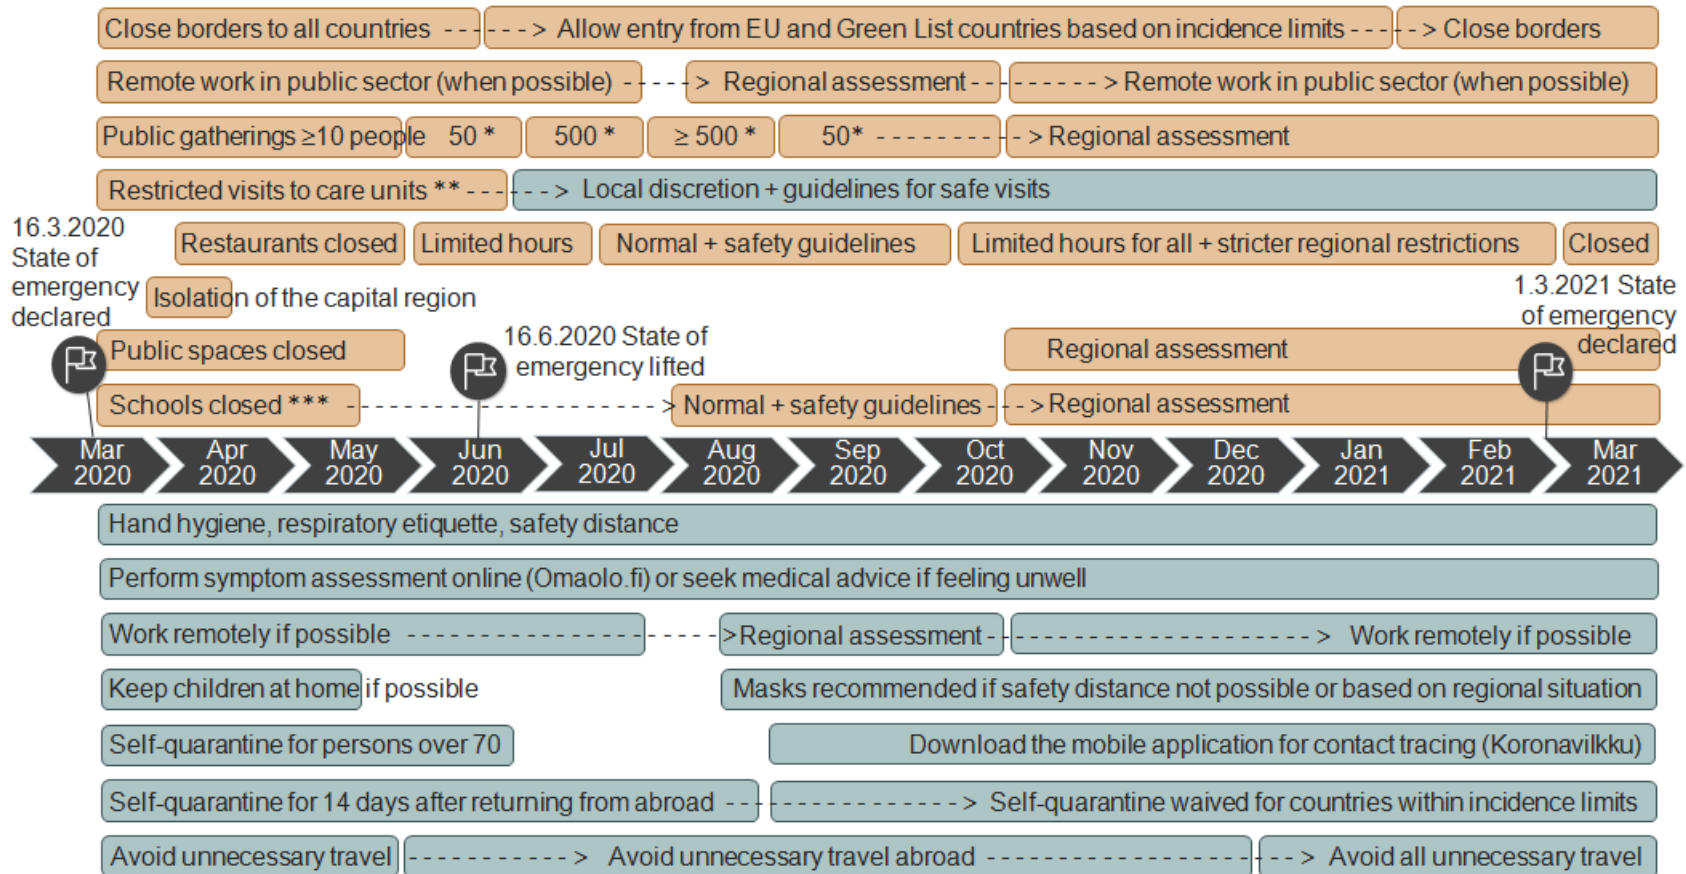 Close borders to all countries - - - - - -> Allow entry from EU and Green List countries based on incidence limits - - - - -> Close borders
Remote work in public sector (when possible) - - - - -> Regional assessment - - - - - - - - -> Remote work in public sector (when possible)
Public gatherings ≥10 people 50 * 500 * ≥ 500 * 50* - - - - - - - - - -> Regional assessment
Restricted visits to care units ** - - - - - -> Local discretion + guidelines for safe visits
Restaurants closed Limited hours Normal + safety guidelines Limited hours for all + stricter regional restrictions Closed
16.3.2020
State of
emergency
declared
Isolation of the capital region
1.3.2021 State
of emergency
declared
Public spaces closed
16.6.2020 State of
emergency lifted
Regional assessment
Schools closed *** - - - - - - - - - - - - - - - - - - - -> Normal + safety guidelines - - -> Regional assessment
Mar
2020
Apr
2020
May
2020
Jun
2020
Jul
2020
Aug
2020
Sep
2020
Oct
2020
Nov
2020
Dec
2020
Jan
2021
Feb
2021
Mar
2021
Hand hygiene, respiratory etiquette, safety distance
Perform symptom assessment online (Omaolo.fi) or seek medical advice if feeling unwell
Work remotely if possible - - - - - - - - - - - - - - - - - - - -> Regional assessment - - - - - - - - - - - - - - - - - - - -> Work remotely if possible
Keep children at home if possible
Masks recommended if safety distance not possible or based on regional situation
Self-quarantine for persons over 70
Download the mobile application for contact tracing (Koronavilkku)
Self-quarantine for 14 days after returning from abroad - - - - - - - - - - - - - - -> Self-quarantine waived for countries within incidence limits
Avoid unnecessary travel - - - - - - - - - - -> Avoid unnecessary travel abroad - - - - - - - - - - - - - - - - - -> Avoid all unnecessary travel